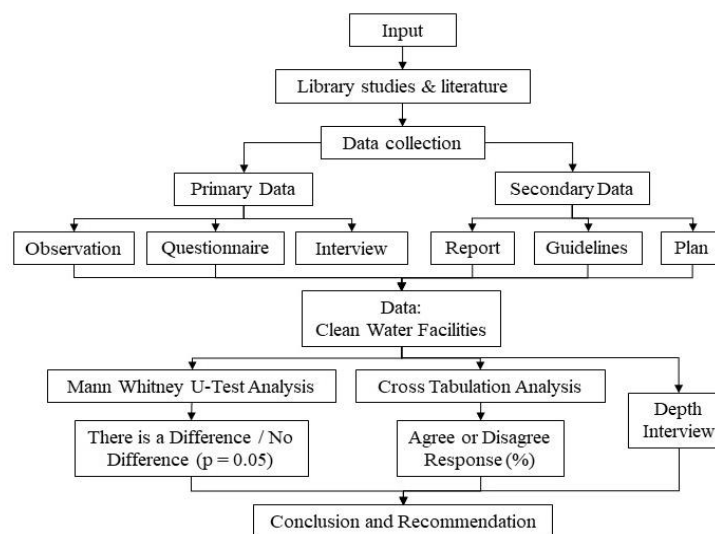 Input
Library studies & literature
Data collection
Primary Data
Secondary Data
Observation
Questionnaire
Interview
Report
Guidelines
Plan
Data:
Clean Water Facilities
Mann Whitney U-Test Analysis
Cross Tabulation Analysis
Depth
Interview
There is a Difference / No
Difference (p = 0.05)
Agree or Disagree
Response (%)
Conclusion and Recommendation